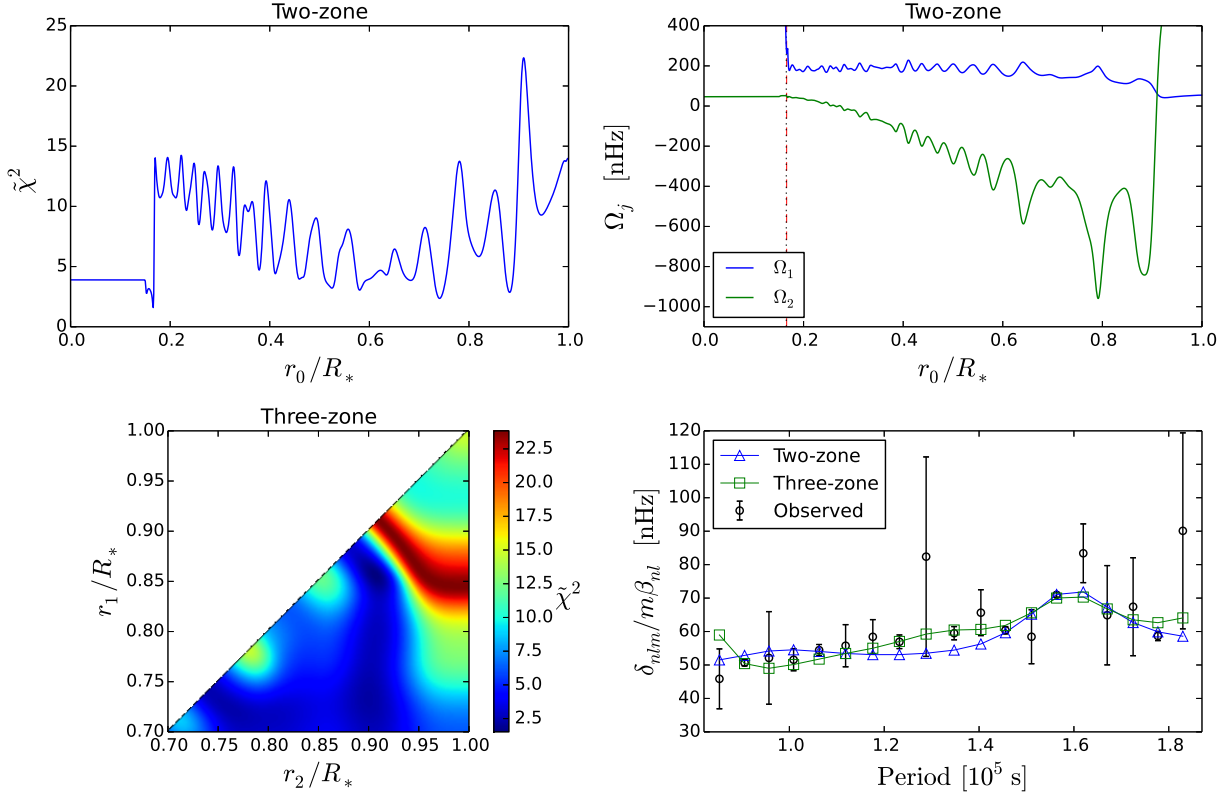 Two-zone
25
20
15
10
5
0
χ̃²
0.0 0.2 0.4 0.6 0.8 1.0
r₀/R∗
Two-zone
400
200
0
−200
−400
−600
−800
−1000
Ωⱼ [nHz]
Ω₁
Ω₂
0.0 0.2 0.4 0.6 0.8 1.0
r₀/R∗
Three-zone
1.00
0.95
0.90
0.85
0.80
0.75
0.70
r₁/R∗
0.70 0.75 0.80 0.85 0.90 0.95 1.00
r₂/R∗
22.5
20.0
17.5
15.0
12.5
10.0
7.5
5.0
2.5
χ̃²
120
110
100
90
80
70
60
50
40
30
δₙₗₘ/mβₙₗ [nHz]
Two-zone
Three-zone
Observed
1.0 1.2 1.4 1.6 1.8
Period [10⁵ s]